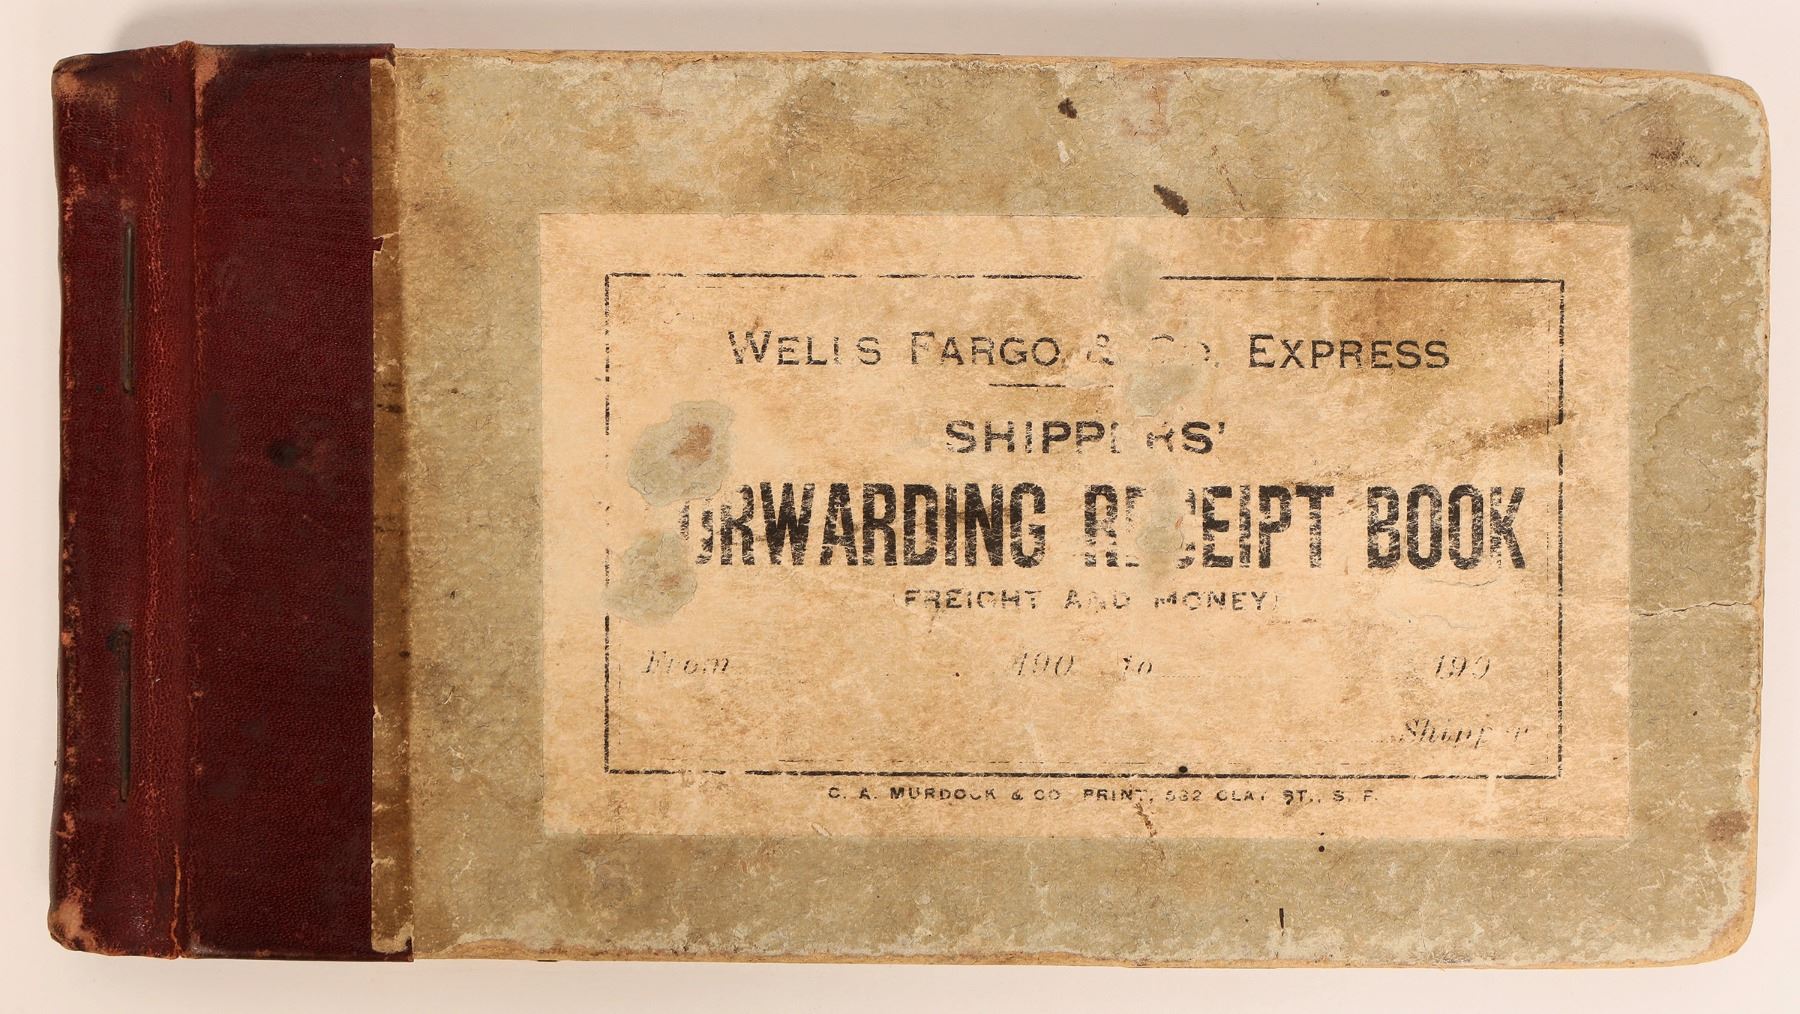 WELLS FARGO & CO. EXPRESS
SHIPPERS'
FORWARDING RECEIPT BOOK
(FREIGHT AND MONEY)
From 190 to 190
Shipper
C. A. MURDOCK & CO. PRINT, 532 CLAY ST., S. F.